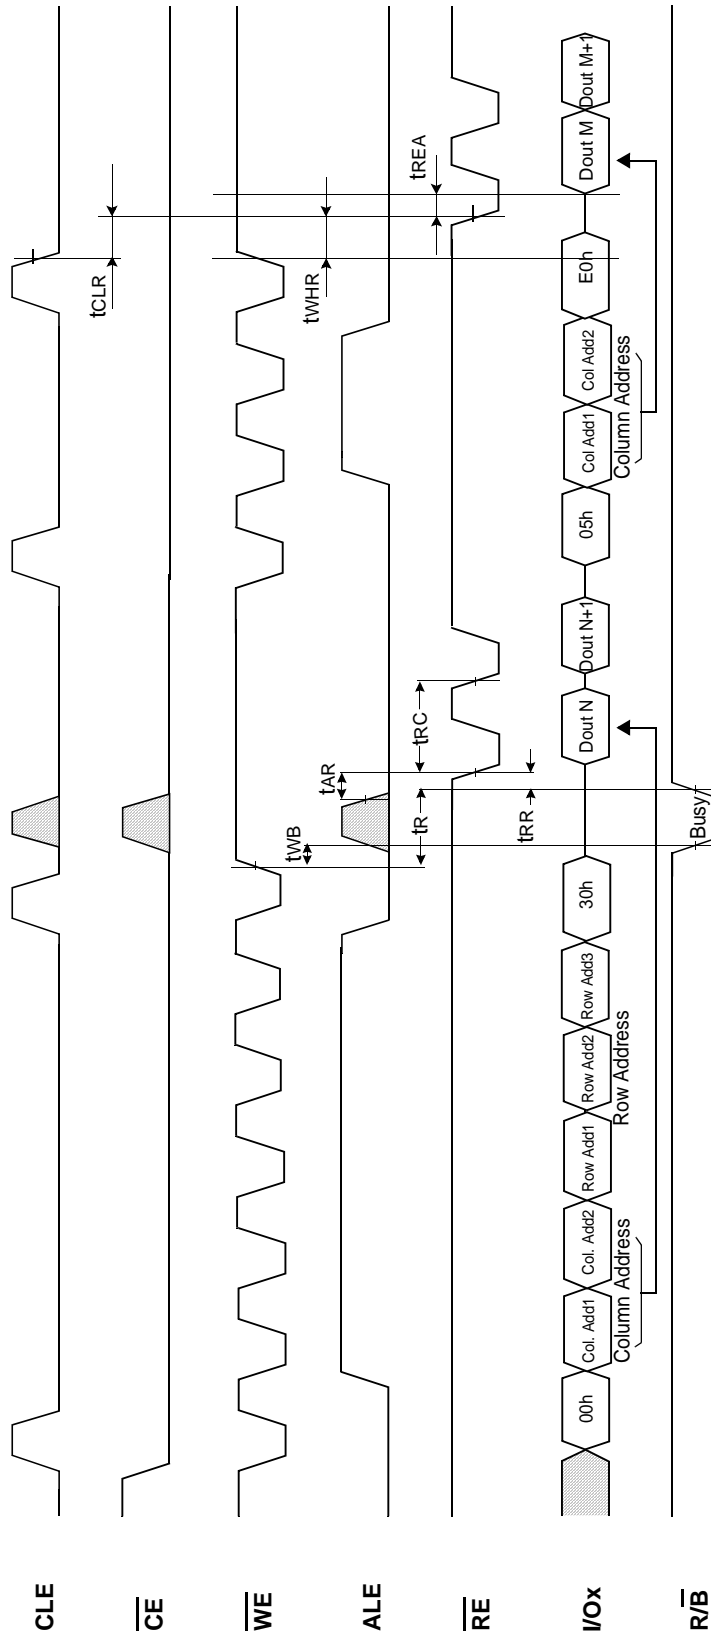 CLE
tCLR
CE
WE
tWB
tWHR
ALE
tAR
tREA
RE
tR
tRC
tRR
I/Ox
00h
Col. Add1
Col. Add2
Row Add1
Row Add2
Row Add3
30h
Dout N
Dout N+1
05h
Col Add1
Col Add2
E0h
Dout M
Dout M+1
Column Address
Row Address
Column Address
R/B
Busy